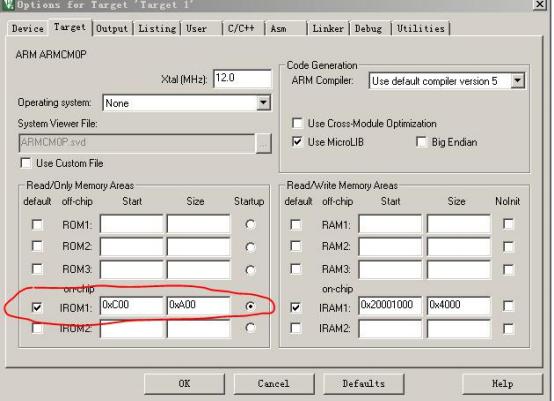 Options for Target 'Target 1'
Device Target Output Listing User C/C++ Asm Linker Debug Utilities
ARM ARMCM0P
Xtal (MHz): 12.0
Operating system: None
System Viewer File:
ARMCM0P.svd ...
Use Custom File
Code Generation
ARM Compiler: Use default compiler version 5
Use Cross-Module Optimization
Use MicroLIB Big Endian
Read/Only Memory Areas
default off-chip Start Size Startup
ROM1:
ROM2:
ROM3:
on-chip
IROM1: 0xC00 0xA00
IROM2:
Read/Write Memory Areas
default off-chip Start Size NoInit
RAM1:
RAM2:
RAM3:
on-chip
IRAM1: 0x20001000 0x4000
IRAM2:
OK Cancel Defaults Help